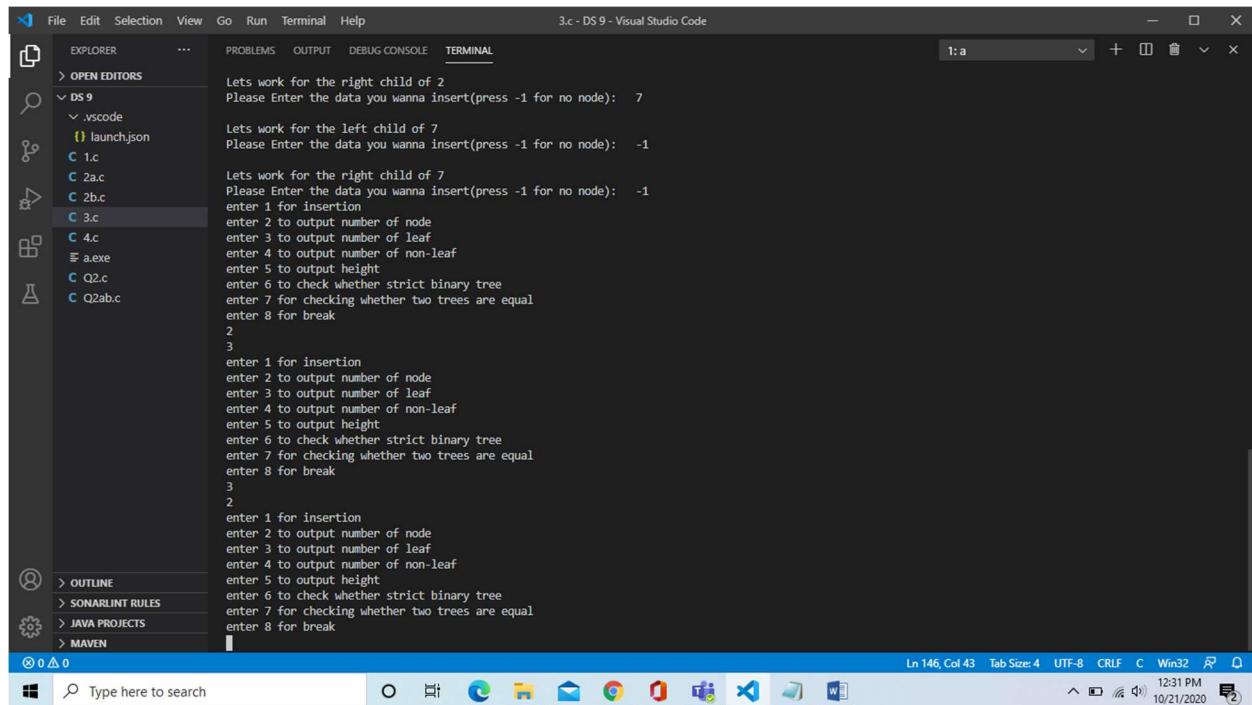 File Edit Selection View Go Run Terminal Help
3.c - DS 9 - Visual Studio Code
EXPLORER
OPEN EDITORS
DS 9
.vscode
{} launch.json
C 1.c
C 2a.c
C 2b.c
C 3.c
C 4.c
a.exe
C Q2.c
C Q2ab.c
OUTLINE
SONARLINT RULES
JAVA PROJECTS
MAVEN
PROBLEMS OUTPUT DEBUG CONSOLE TERMINAL
1: a
Lets work for the right child of 2
Please Enter the data you wanna insert(press -1 for no node): 7
Lets work for the left child of 7
Please Enter the data you wanna insert(press -1 for no node): -1
Lets work for the right child of 7
Please Enter the data you wanna insert(press -1 for no node): -1
enter 1 for insertion
enter 2 to output number of node
enter 3 to output number of leaf
enter 4 to output number of non-leaf
enter 5 to output height
enter 6 to check whether strict binary tree
enter 7 for checking whether two trees are equal
enter 8 for break
2
3
enter 1 for insertion
enter 2 to output number of node
enter 3 to output number of leaf
enter 4 to output number of non-leaf
enter 5 to output height
enter 6 to check whether strict binary tree
enter 7 for checking whether two trees are equal
enter 8 for break
3
2
enter 1 for insertion
enter 2 to output number of node
enter 3 to output number of leaf
enter 4 to output number of non-leaf
enter 5 to output height
enter 6 to check whether strict binary tree
enter 7 for checking whether two trees are equal
enter 8 for break
0 0
Ln 146, Col 43 Tab Size: 4 UTF-8 CRLF C Win32
Type here to search
12:31 PM
10/21/2020
2